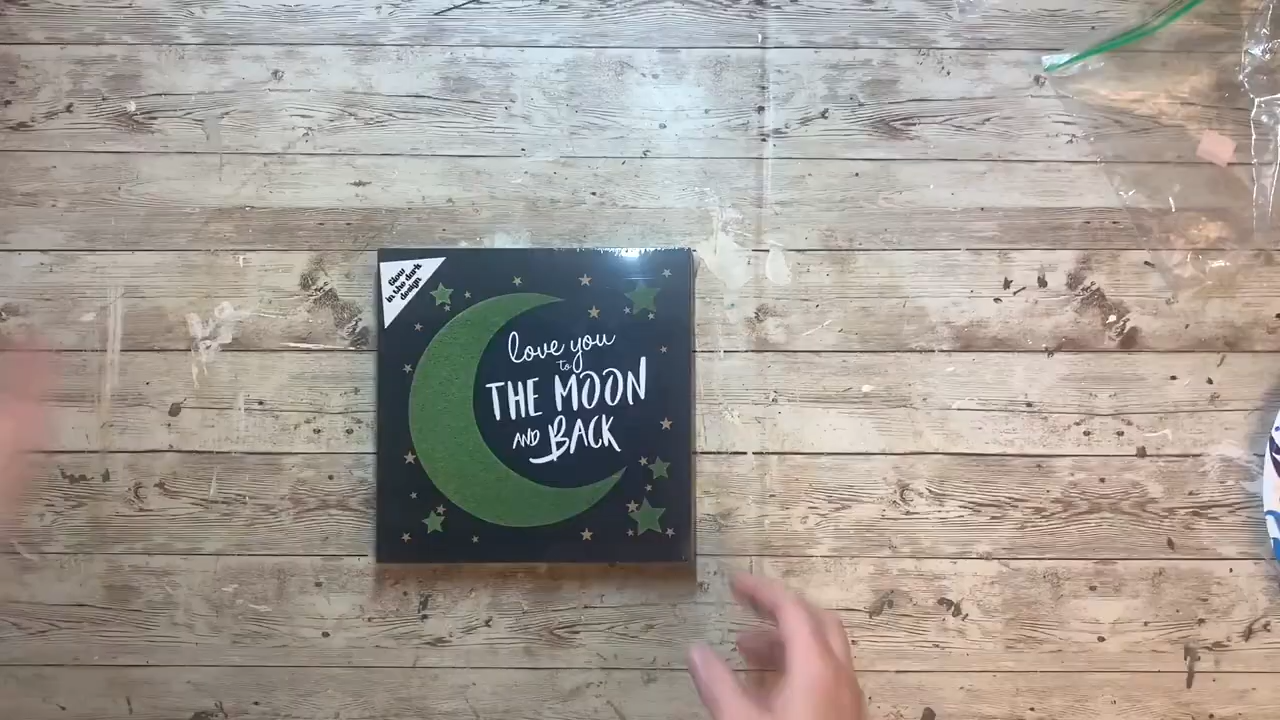 Glow
in the dark
design
love you
to
THE MOON
AND BACK